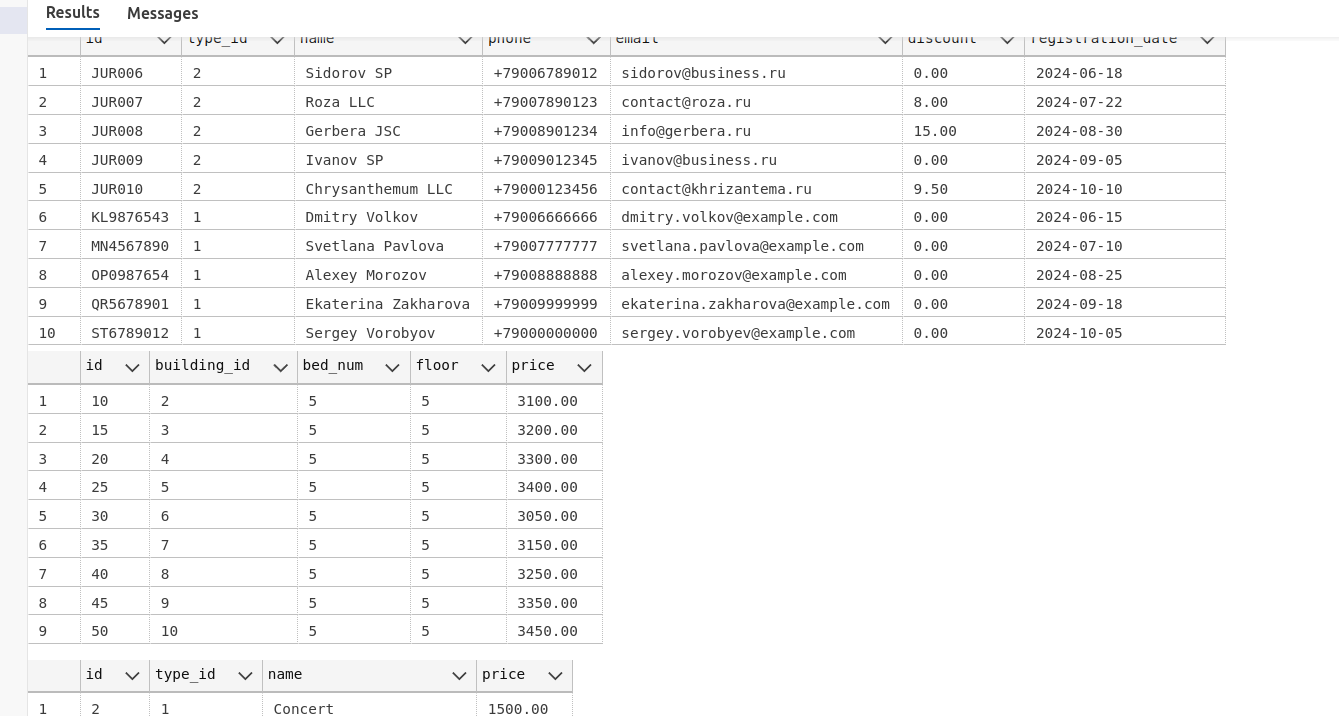 Results Messages
id type_id name phone email discount registration_date
1 JUR006 2 Sidorov SP +79006789012 sidorov@business.ru 0.00 2024-06-18
2 JUR007 2 Roza LLC +79007890123 contact@roza.ru 8.00 2024-07-22
3 JUR008 2 Gerbera JSC +79008901234 info@gerbera.ru 15.00 2024-08-30
4 JUR009 2 Ivanov SP +79009012345 ivanov@business.ru 0.00 2024-09-05
5 JUR010 2 Chrysanthemum LLC +79000123456 contact@khrizantema.ru 9.50 2024-10-10
6 KL9876543 1 Dmitry Volkov +79006666666 dmitry.volkov@example.com 0.00 2024-06-15
7 MN4567890 1 Svetlana Pavlova +79007777777 svetlana.pavlova@example.com 0.00 2024-07-10
8 OP0987654 1 Alexey Morozov +79008888888 alexey.morozov@example.com 0.00 2024-08-25
9 QR5678901 1 Ekaterina Zakharova +79009999999 ekaterina.zakharova@example.com 0.00 2024-09-18
10 ST6789012 1 Sergey Vorobyov +79000000000 sergey.vorobyev@example.com 0.00 2024-10-05
id building_id bed_num floor price
1 10 2 5 5 3100.00
2 15 3 5 5 3200.00
3 20 4 5 5 3300.00
4 25 5 5 5 3400.00
5 30 6 5 5 3050.00
6 35 7 5 5 3150.00
7 40 8 5 5 3250.00
8 45 9 5 5 3350.00
9 50 10 5 5 3450.00
id type_id name price
1 2 1 Concert 1500.00